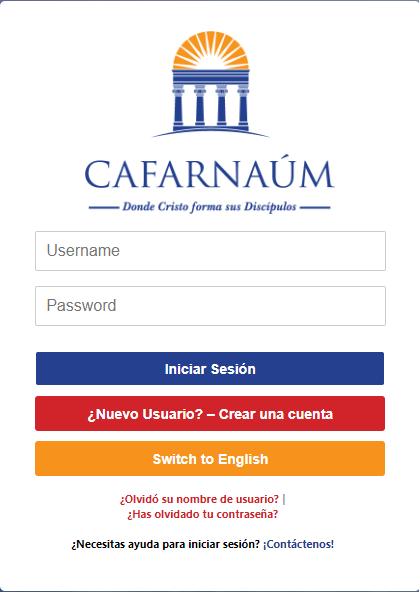 CAFARNAÚM
Donde Cristo forma sus Discípulos
Username
Password
Iniciar Sesión
¿Nuevo Usuario? – Crear una cuenta
Switch to English
¿Olvidó su nombre de usuario? |
¿Has olvidado tu contraseña?
¿Necesitas ayuda para iniciar sesión? ¡Contáctenos!